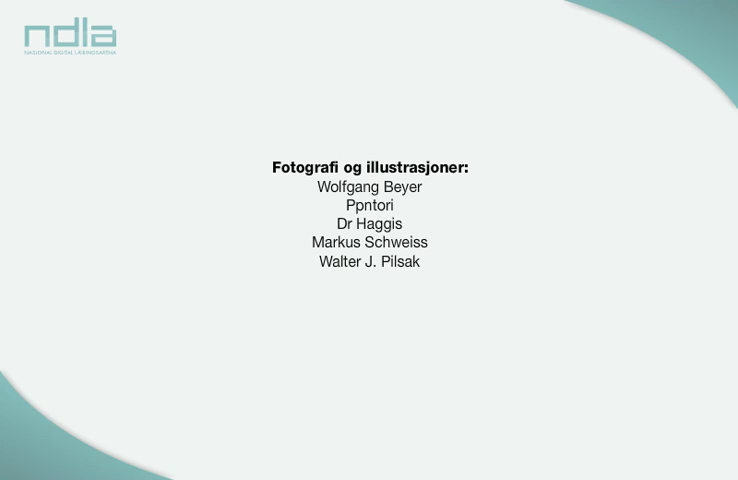 ndla
NASJONAL DIGITAL LÆRINGSARENA
Fotografi og illustrasjoner:
Wolfgang Beyer
Ppntori
Dr Haggis
Markus Schweiss
Walter J. Pilsak